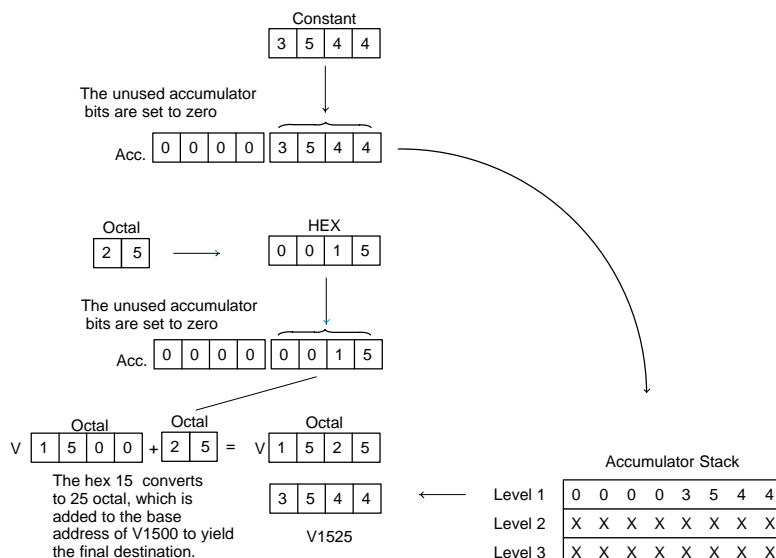 Constant
3 5 4 4
The unused accumulator
bits are set to zero
Acc. 0 0 0 0 3 5 4 4
Octal
2 5
HEX
0 0 1 5
The unused accumulator
bits are set to zero
Acc. 0 0 0 0 0 0 1 5
Octal Octal Octal
V 1 5 0 0 + 2 5 = V 1 5 2 5
The hex 15 converts
to 25 octal, which is
added to the base
address of V1500 to yield
the final destination.
3 5 4 4
V1525
Accumulator Stack
Level 1 0 0 0 0 3 5 4 4
Level 2 X X X X X X X X
Level 3 X X X X X X X X